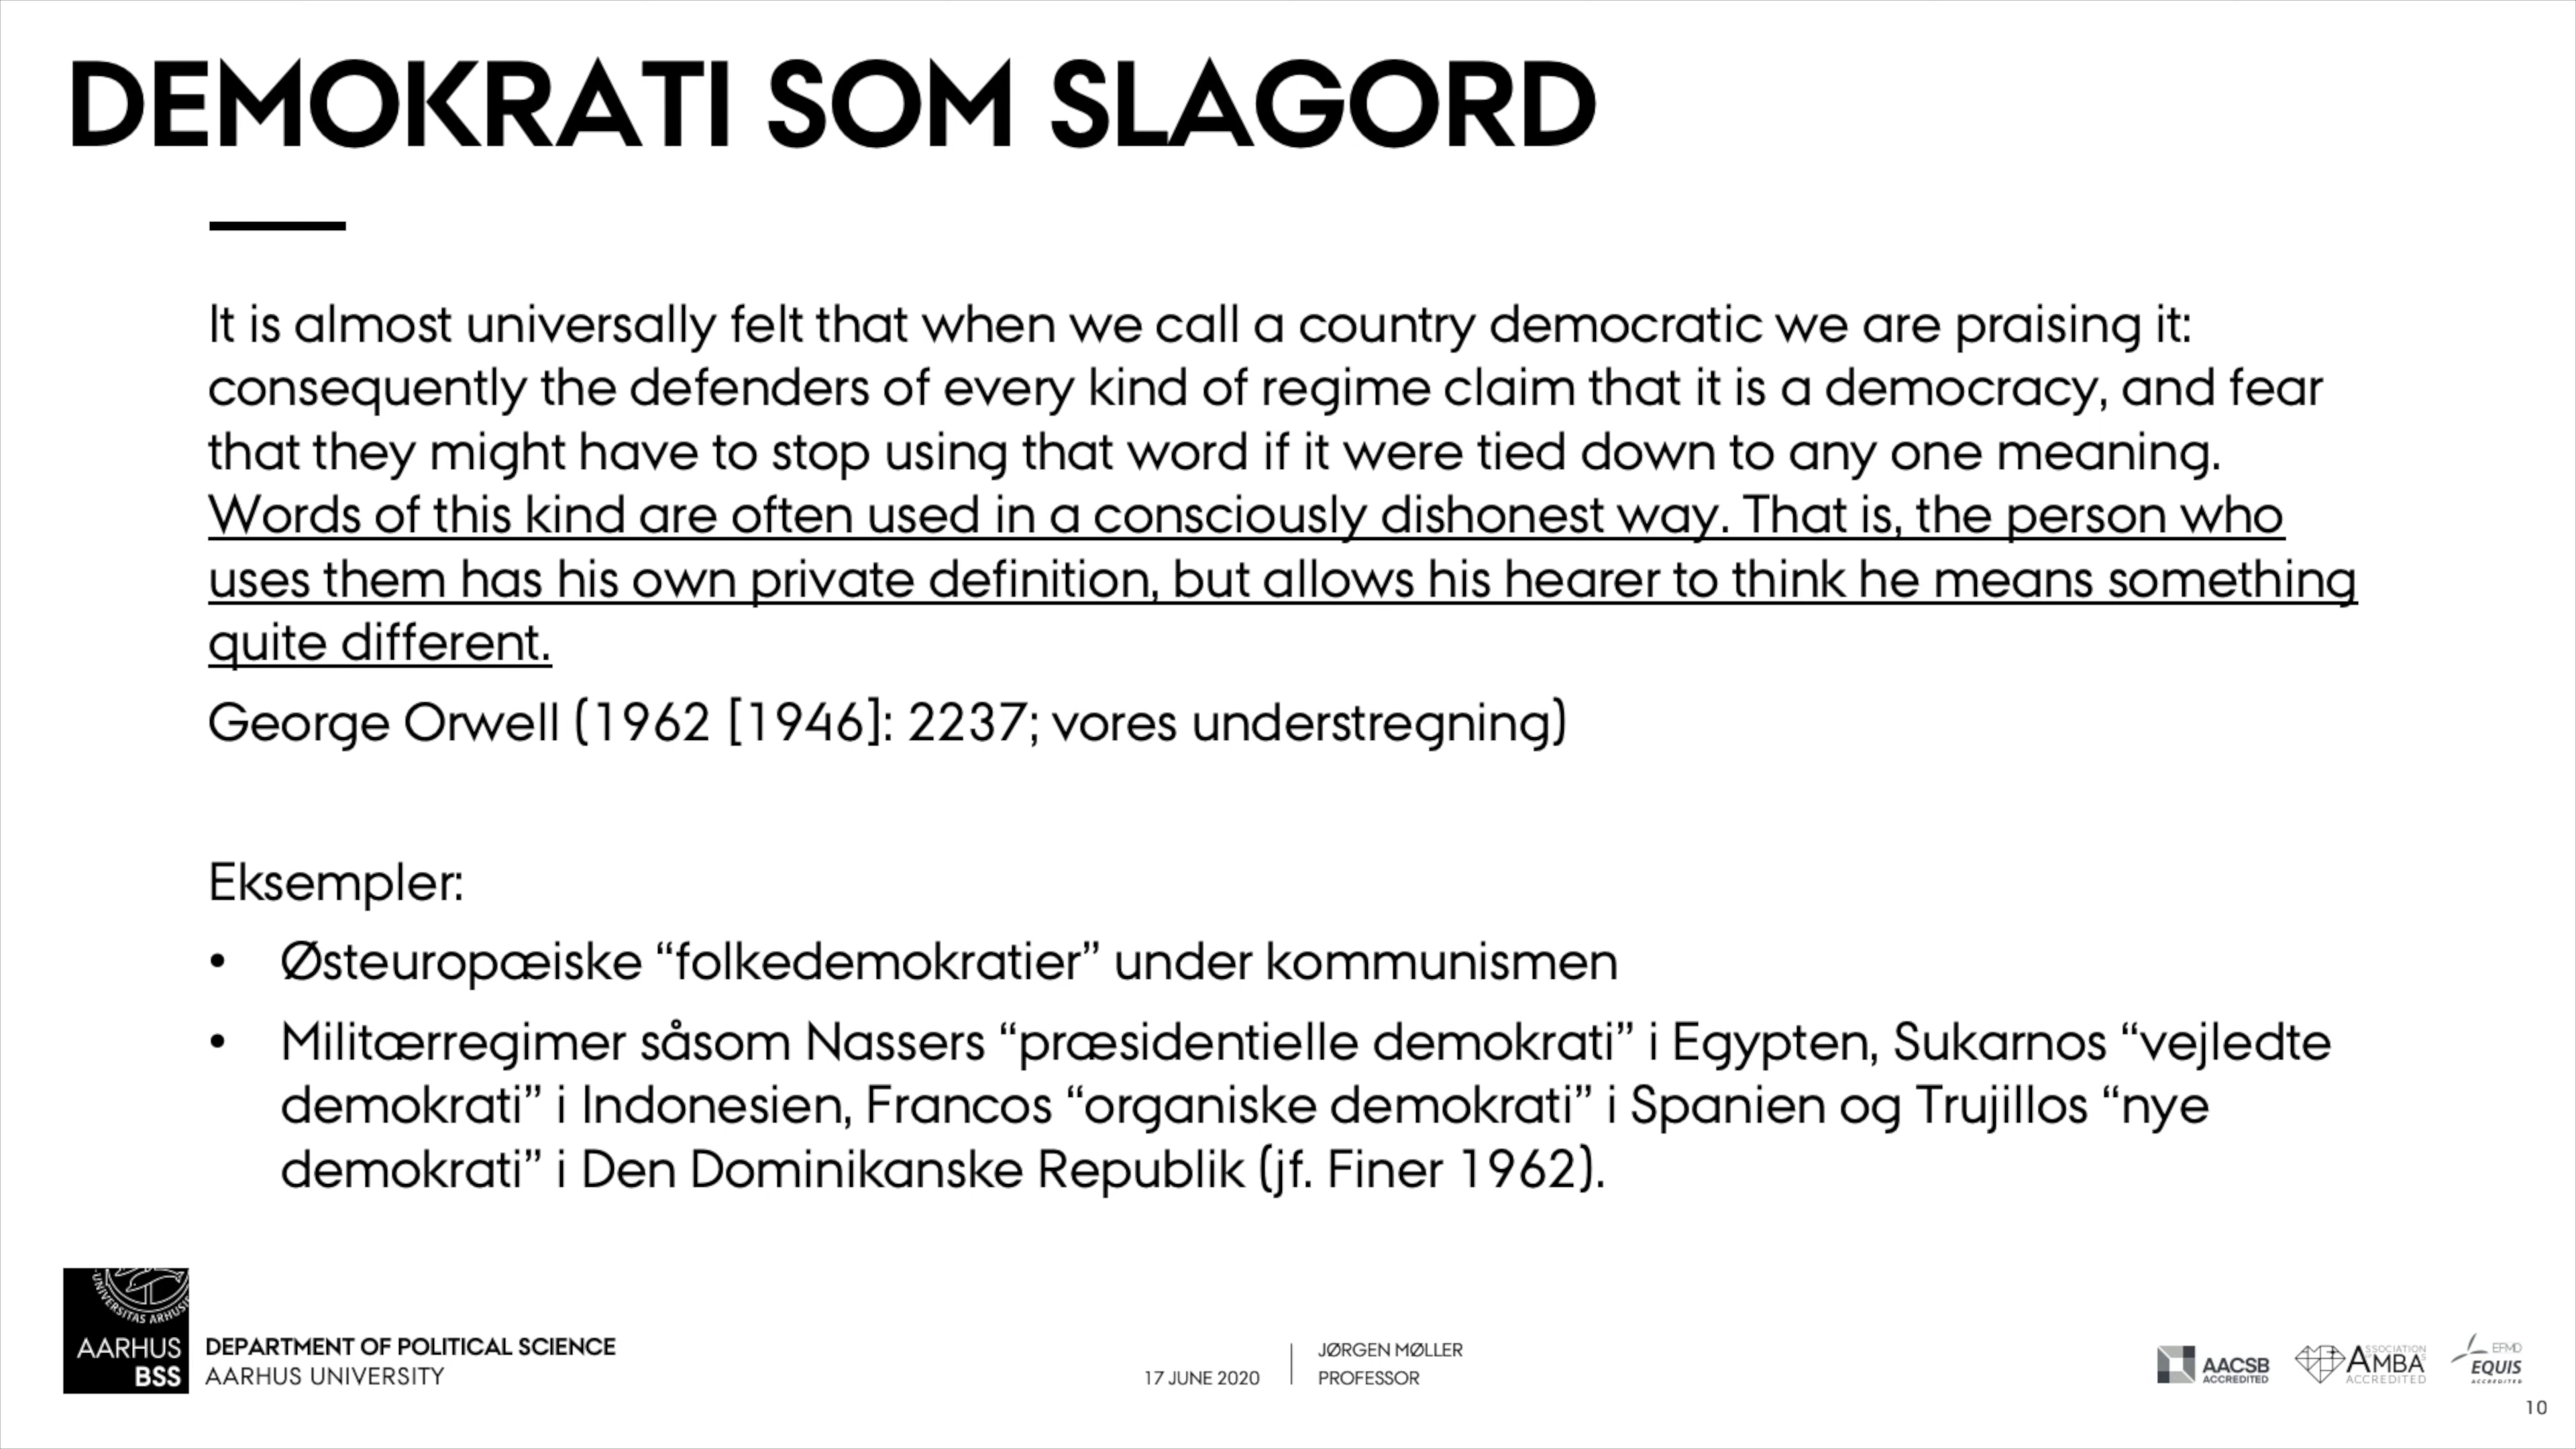 DEMOKRATI SOM SLAGORD
It is almost universally felt that when we call a country democratic we are praising it:
consequently the defenders of every kind of regime claim that it is a democracy, and fear
that they might have to stop using that word if it were tied down to any one meaning.
Words of this kind are often used in a consciously dishonest way. That is, the person who
uses them has his own private definition, but allows his hearer to think he means something
quite different.
George Orwell (1962 [1946]: 2237; vores understregning)
Eksempler:
• Østeuropæiske “folkedemokratier” under kommunismen
• Militærregimer såsom Nassers “præsidentielle demokrati” i Egypten, Sukarnos “vejledte
demokrati” i Indonesien, Francos “organiske demokrati” i Spanien og Trujillos “nye
demokrati” i Den Dominikanske Republik (jf. Finer 1962).
UNIVERSITAS ARHUSI
AARHUS
BSS
DEPARTMENT OF POLITICAL SCIENCE
AARHUS UNIVERSITY
17 JUNE 2020
JØRGEN MØLLER
PROFESSOR
AACSB
ACCREDITED
ASSOCIATION
AMBA
ACCREDITED
EFMD
EQUIS
ACCREDITED
10